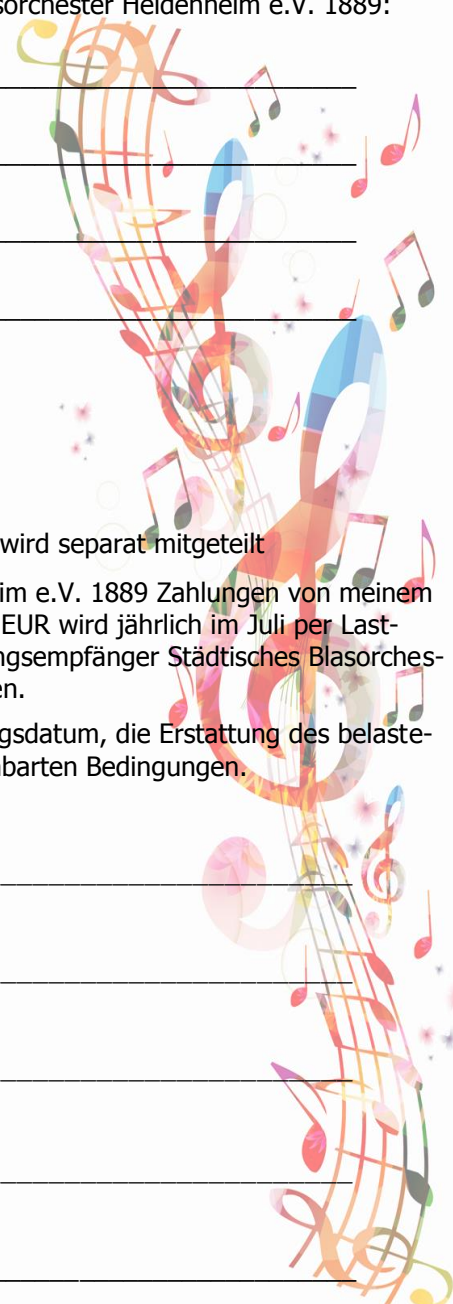 sorchester Heidenheim e.V. 1889:
wird separat mitgeteilt
im e.V. 1889 Zahlungen von meinem
EUR wird jährlich im Juli per Last-
ngsempfänger Städtisches Blasorches-
en.
gsdatum, die Erstattung des belaste-
nbarten Bedingungen.